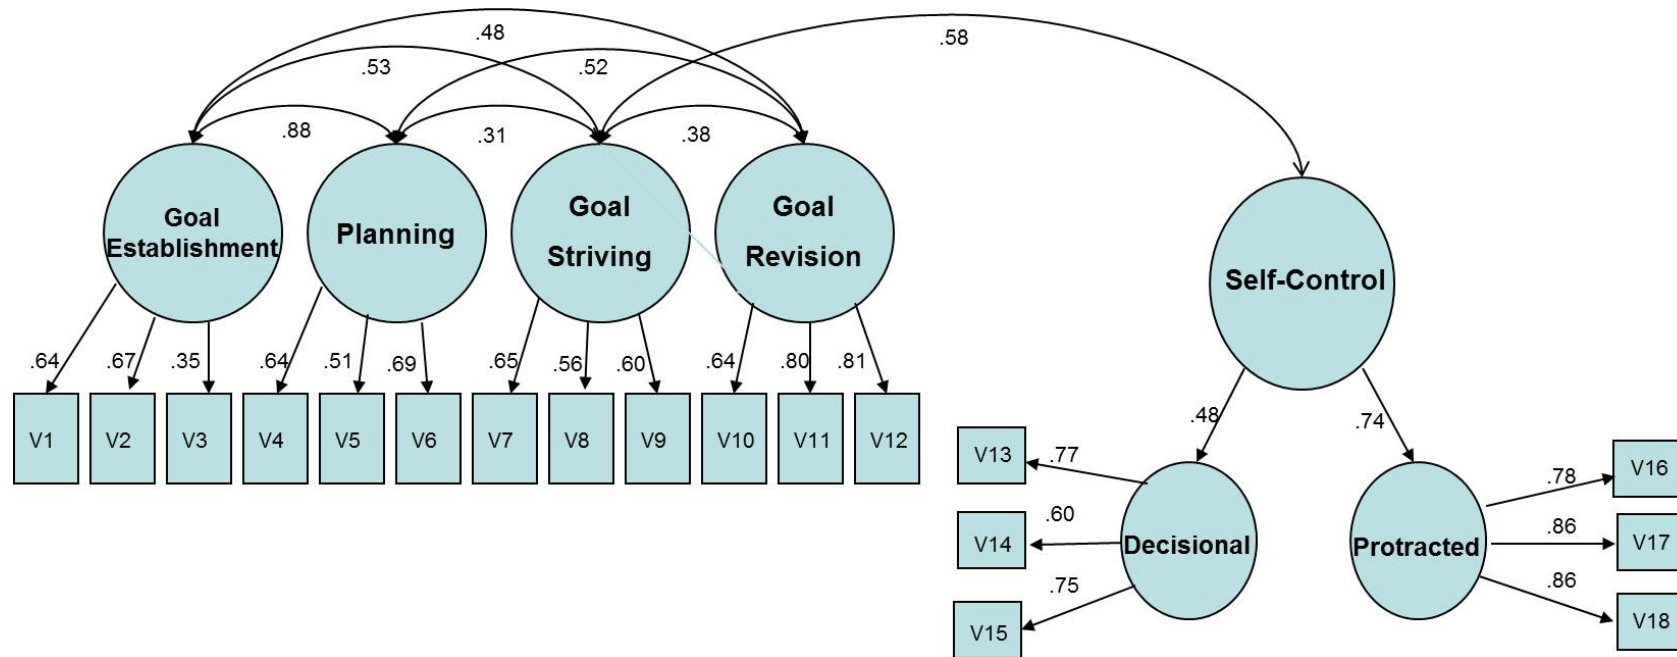 .48
.58
.53
.52
.88
.31
.38
Goal
Establishment
Planning
Goal
Striving
Goal
Revision
Self-Control
.64
.67
.35
.64
.51
.69
.65
.56
.60
.64
.80
.81
V1
V2
V3
V4
V5
V6
V7
V8
V9
V10
V11
V12
.48
.74
V13
.77
.78
V16
V14
.60
Decisional
Protracted
.86
V17
V15
.75
.86
V18